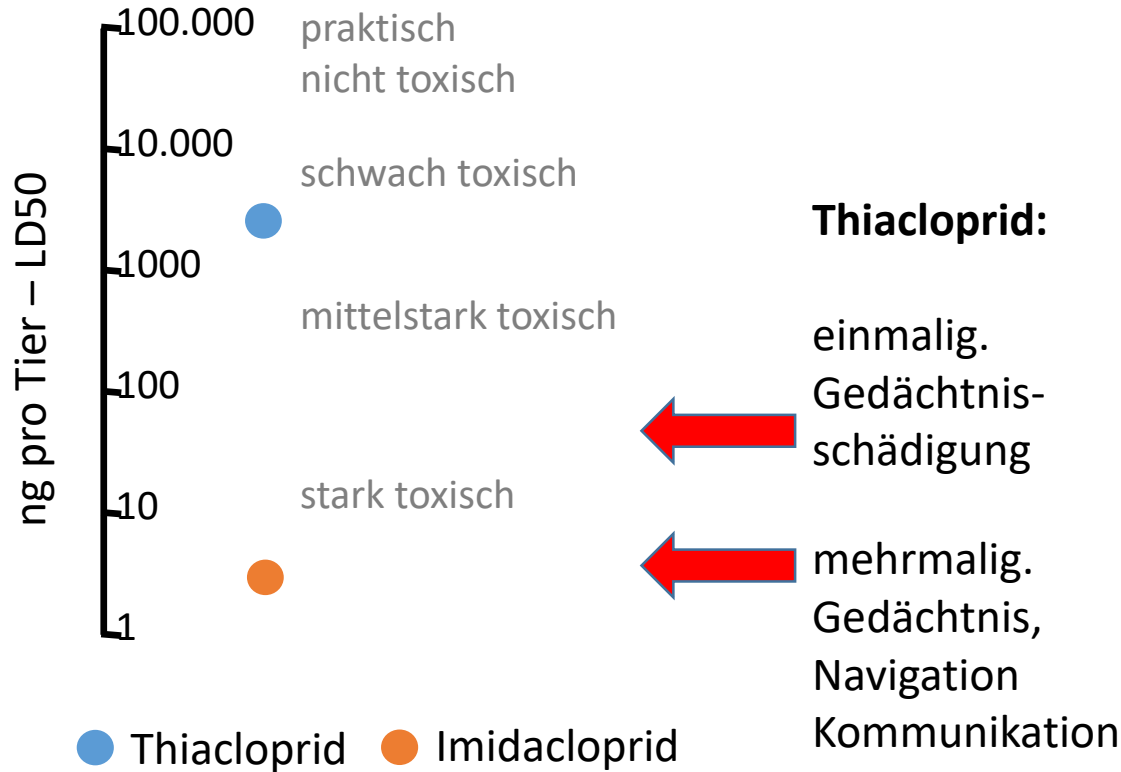 100.000
praktisch
nicht toxisch
10.000
schwach toxisch
1000
mittelstark toxisch
100
stark toxisch
10
1
ng pro Tier – LD50
Thiacloprid:
einmalig.
Gedächtnis-
schädigung
mehrmalig.
Gedächtnis,
Navigation
Kommunikation
Thiacloprid
Imidacloprid